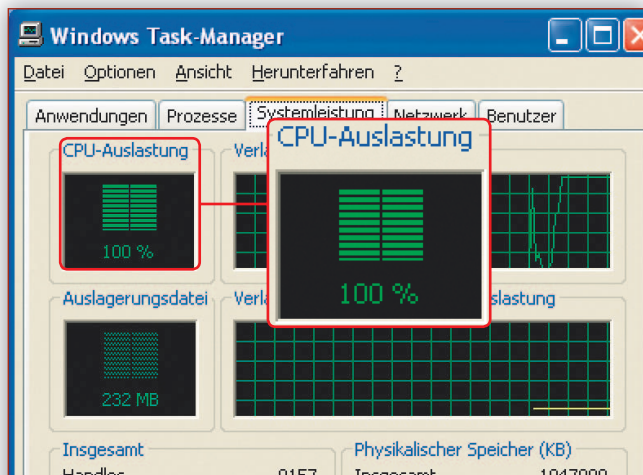 Windows Task-Manager
Datei Optionen Ansicht Herunterfahren ?
Anwendungen Prozesse Systemleistung Netzwerk Benutzer
CPU-Auslastung
100 %
CPU-Auslastung
100 %
Auslagerungsdatei
232 MB
Insgesamt
Physikalischer Speicher (KB)
Insgesamt